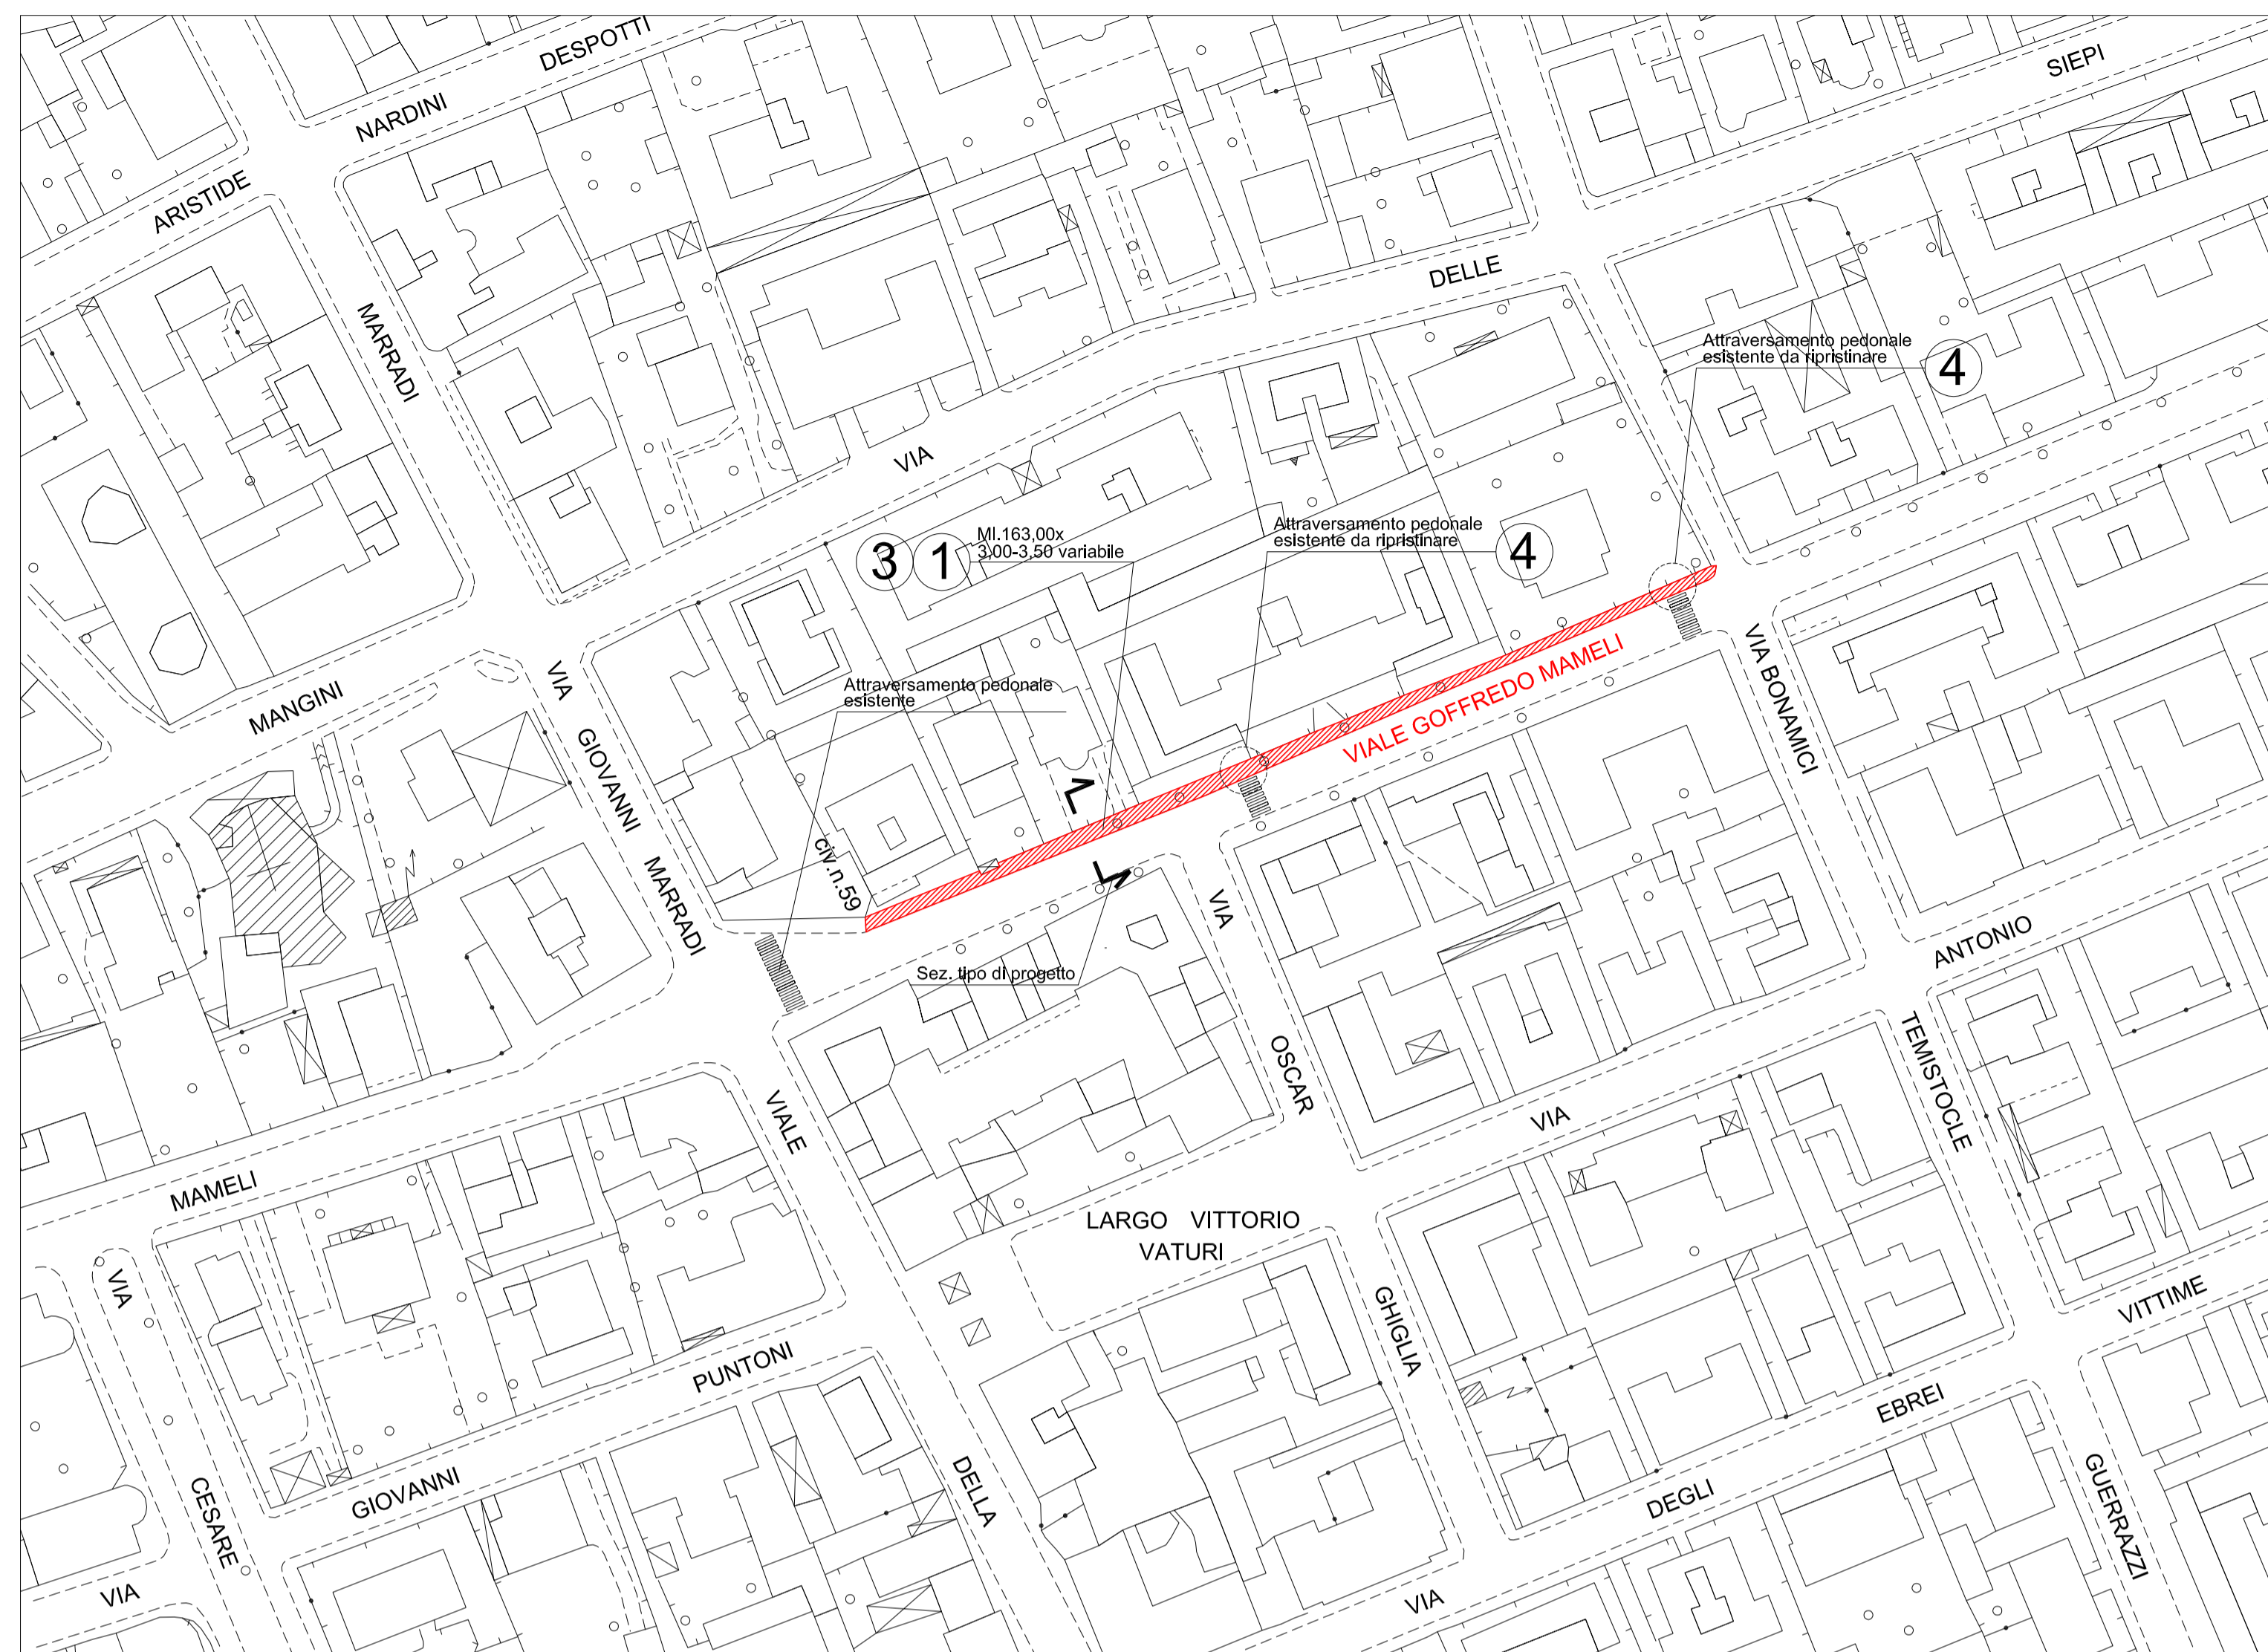 DESPOTTI
NARDINI
SIEPI
ARISTIDE
DELLE
MARRADI
Attraversamento pedonale
esistente da ripristinare
4
VIA
3 1
Ml.163,00x
3,00-3,50 variabile
Attraversamento pedonale
esistente da ripristinare
4
VIALE GOFFREDO MAMELI
VIA BONAMICI
MANGINI
VIA
GIOVANNI
MARRADI
Attraversamento pedonale
esistente
civ.n.59
Sez. tipo di progetto
VIA
OSCAR
GHIGLIA
ANTONIO
VIA
TEMISTOCLE
GUERRAZZI
MAMELI
VIALE
DELLA
LARGO VITTORIO
VATURI
VIA
CESARE
PUNTONI
GIOVANNI
VIA
VITTIME
EBREI
DEGLI
VIA